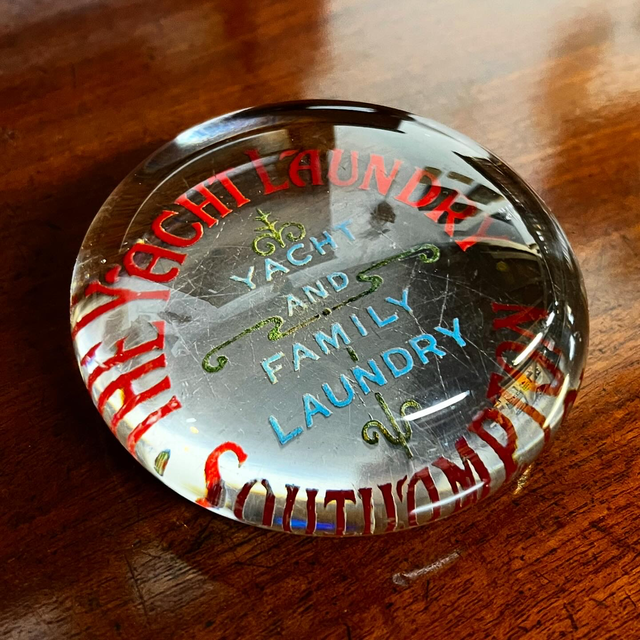 THE YACHT LAUNDRY
YACHT
AND
FAMILY
LAUNDRY
SOUTHAMPTON